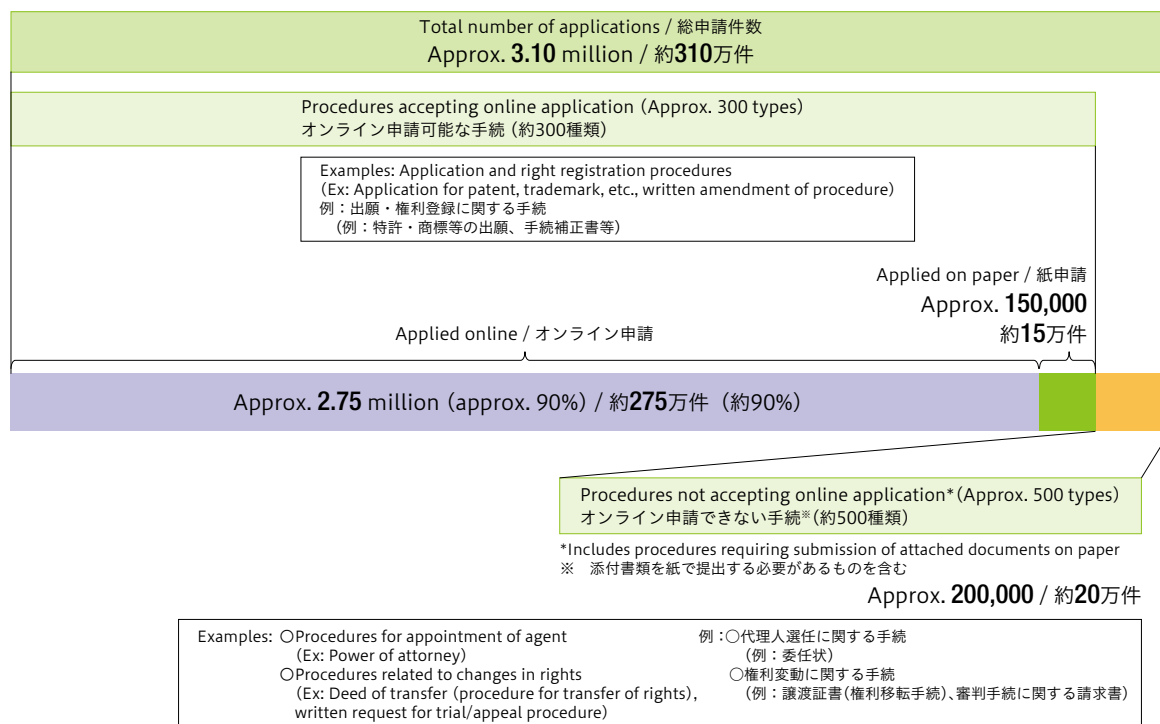 Total number of applications / 総申請件数
Approx. 3.10 million / 約310万件
Procedures accepting online application (Approx. 300 types)
オンライン申請可能な手続 (約300種類)
Examples: Application and right registration procedures
(Ex: Application for patent, trademark, etc., written amendment of procedure)
例：出願・権利登録に関する手続
（例：特許・商標等の出願、手続補正書等）
Applied on paper / 紙申請
Approx. 150,000
約15万件
Applied online / オンライン申請
Approx. 2.75 million (approx. 90%) / 約275万件（約90%）
Procedures not accepting online application* (Approx. 500 types)
オンライン申請できない手続※(約500種類)
*Includes procedures requiring submission of attached documents on paper
※　添付書類を紙で提出する必要があるものを含む
Approx. 200,000 / 約20万件
Examples: ○Procedures for appointment of agent
(Ex: Power of attorney)
○Procedures related to changes in rights
(Ex: Deed of transfer (procedure for transfer of rights),
written request for trial/appeal procedure)
例：○代理人選任に関する手続
（例：委任状）
○権利変動に関する手続
（例：譲渡証書(権利移転手続)、審判手続に関する請求書）